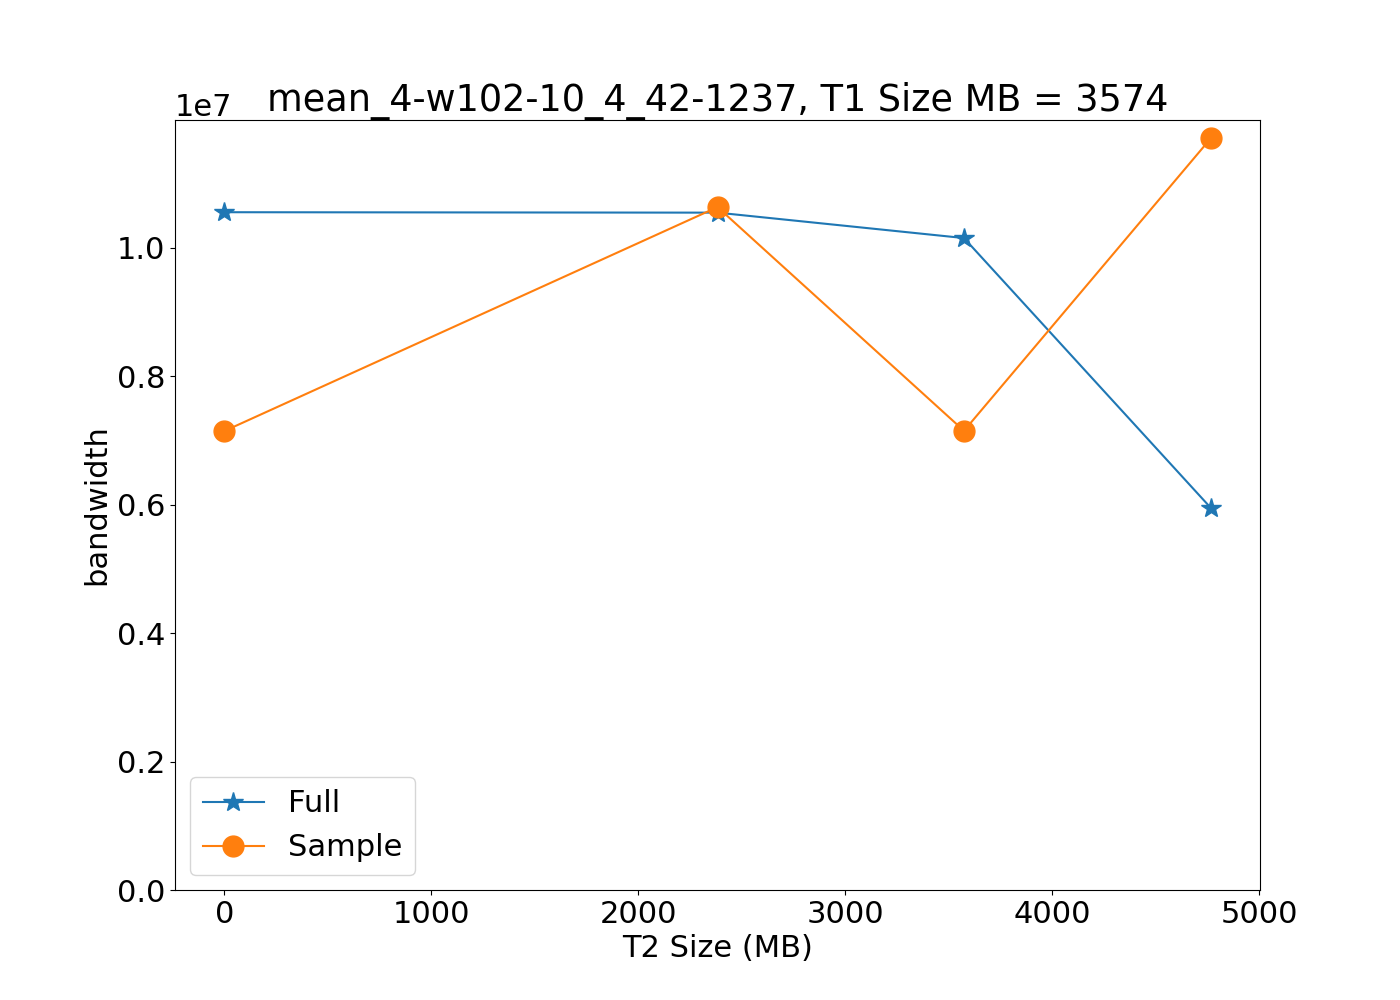 mean_4-w102-10_4_42-1237, T1 Size MB = 3574
1e7
1.0
0.8
0.6
0.4
0.2
0.0
bandwidth
Full
Sample
0 1000 2000 3000 4000 5000
T2 Size (MB)